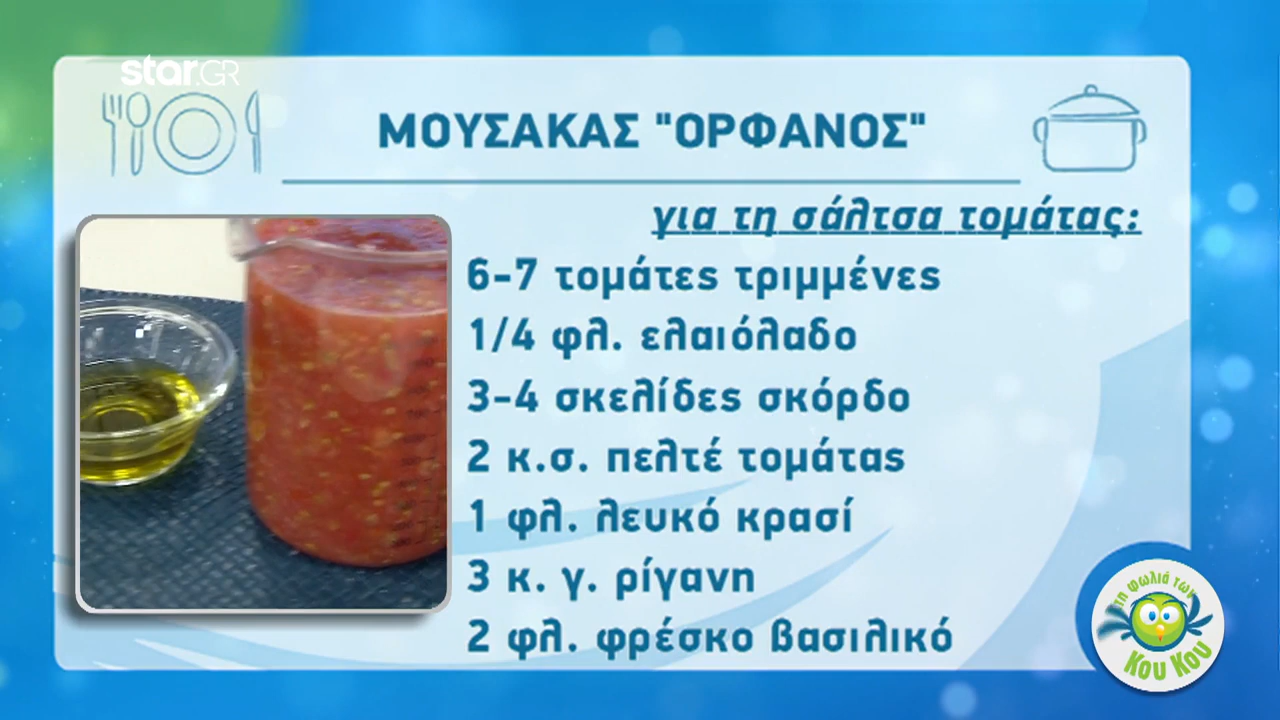 star.GR
ΜΟΥΣΑΚΑΣ "ΟΡΦΑΝΟΣ"
για τη σάλτσα τομάτας:
6-7 τομάτες τριμμένες
1/4 φλ. ελαιόλαδο
3-4 σκελίδες σκόρδο
2 κ.σ. πελτέ τομάτας
1 φλ. λευκό κρασί
3 κ. γ. ρίγανη
2 φλ. φρέσκο βασιλικό
τη φωλιά των
Κου Κου